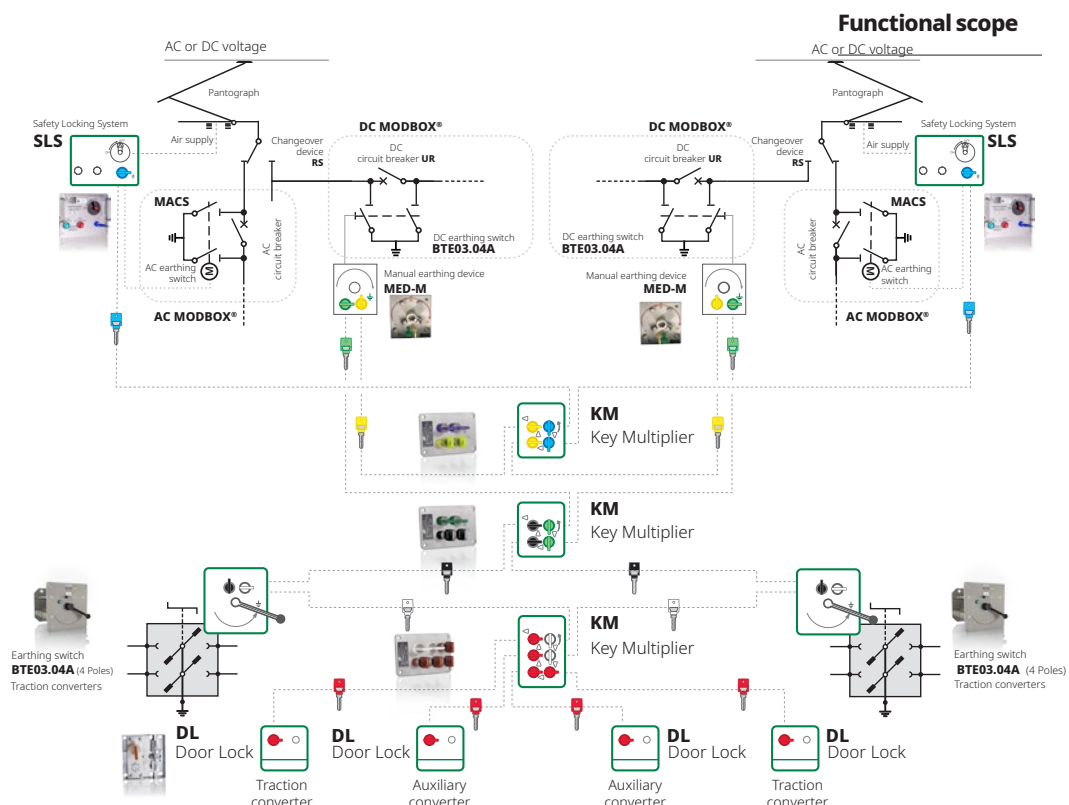 Functional scope
AC or DC voltage
AC or DC voltage
Pantograph
Pantograph
Safety Locking System
SLS
Air supply
Changeover
device
RS
DC MODBOX®
DC
circuit breaker UR
DC MODBOX®
DC
circuit breaker UR
Changeover
device
RS
Air supply
Safety Locking System
SLS
MACS
AC
circuit breaker
AC earthing
switch
M
AC MODBOX®
DC earthing switch
BTE03.04A
DC earthing switch
BTE03.04A
MACS
AC
circuit breaker
AC earthing
switch
M
AC MODBOX®
Manual earthing device
MED-M
Manual earthing device
MED-M
KM
Key Multiplier
KM
Key Multiplier
KM
Key Multiplier
Earthing switch
BTE03.04A (4 Poles)
Traction converters
Earthing switch
BTE03.04A (4 Poles)
Traction converters
DL
Door Lock
DL
Door Lock
DL
Door Lock
DL
Door Lock
Traction
converter
Auxiliary
converter
Auxiliary
converter
Traction
converter